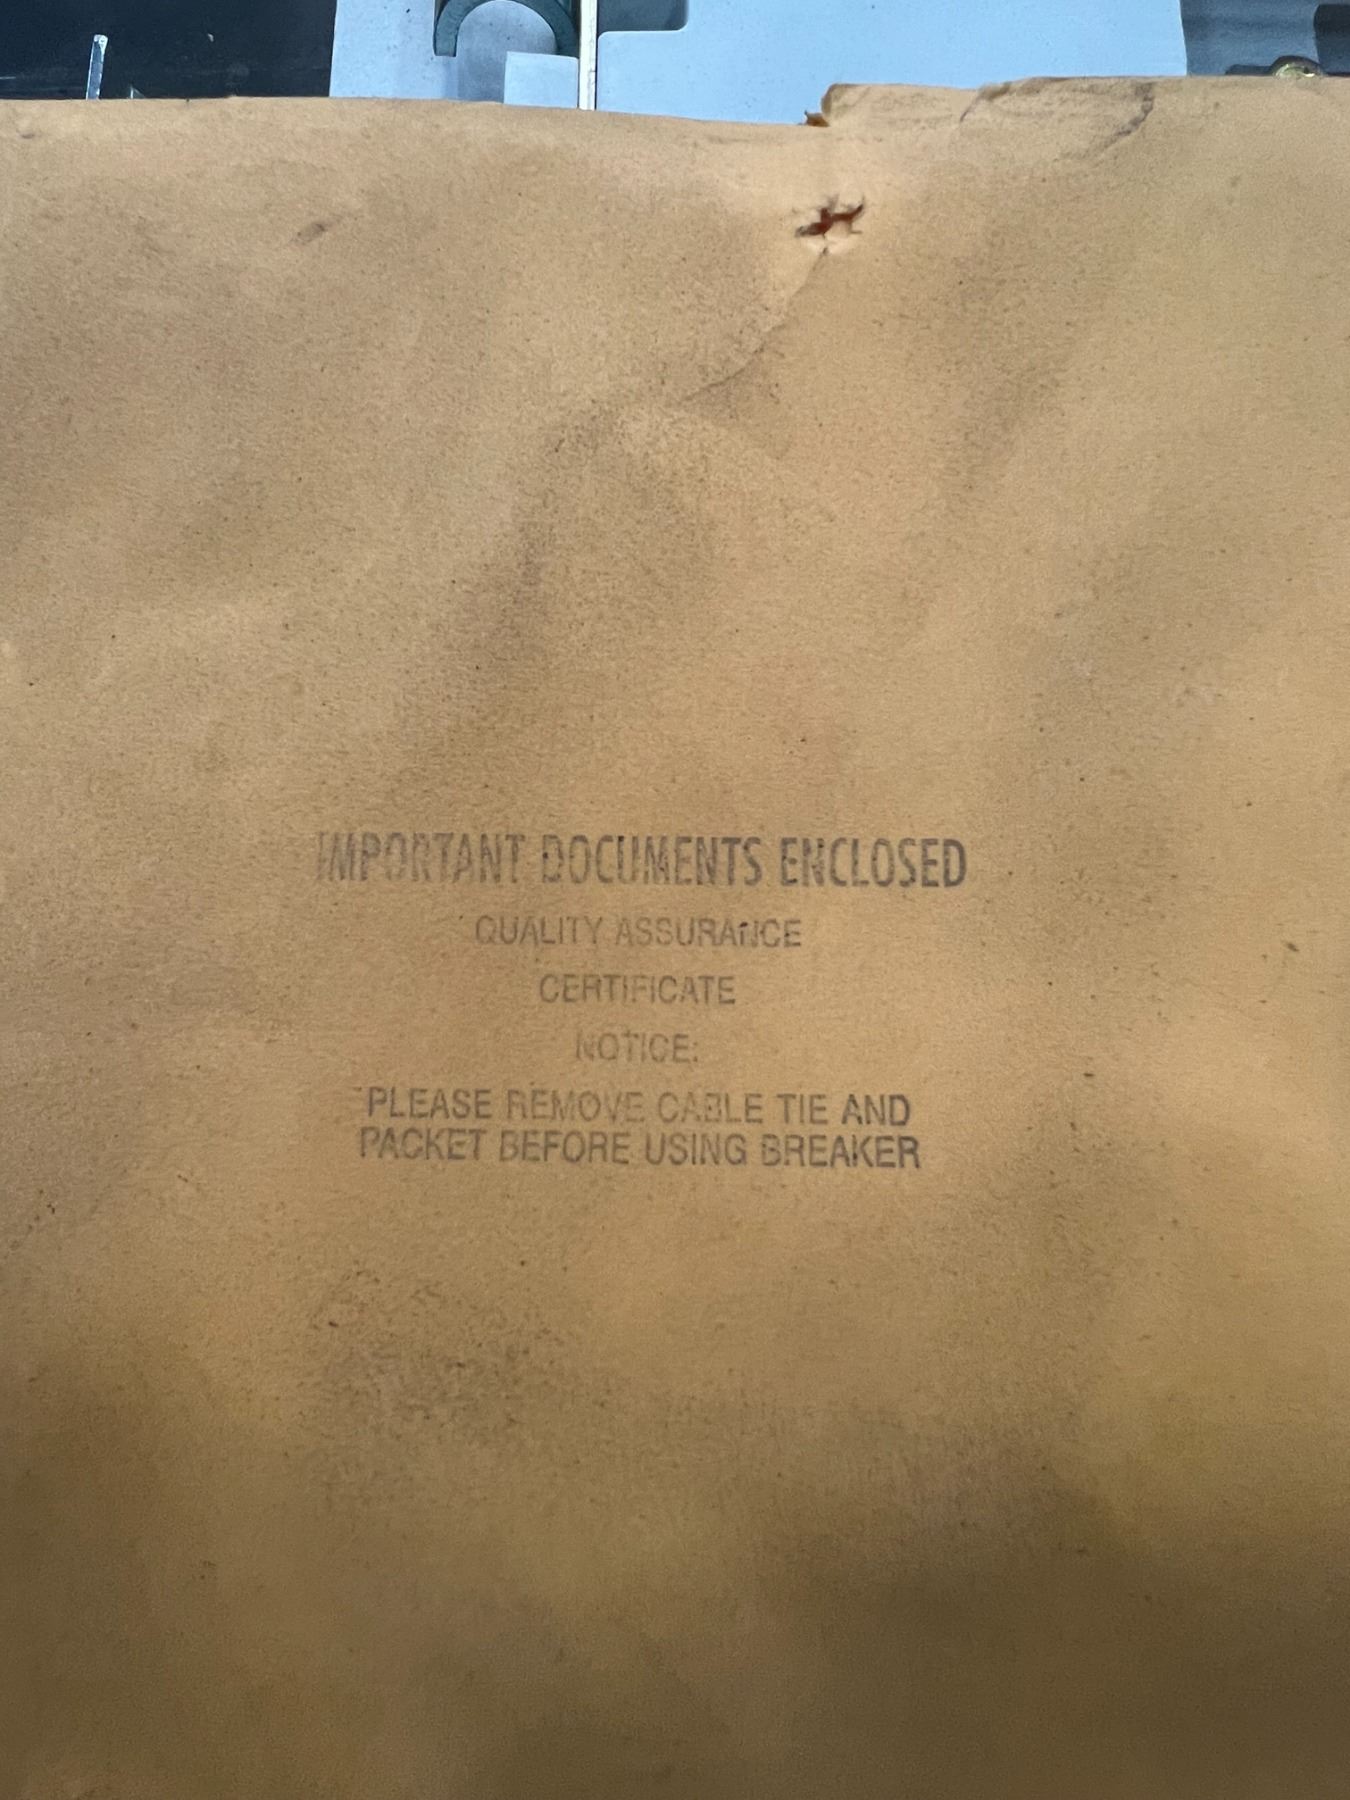 IMPORTANT DOCUMENTS ENCLOSED
QUALITY ASSURANCE
CERTIFICATE
NOTICE:
PLEASE REMOVE CABLE TIE AND
PACKET BEFORE USING BREAKER